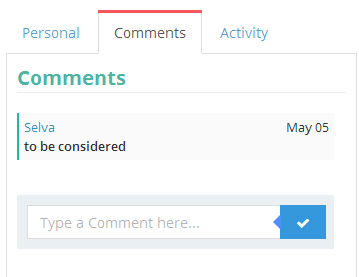 Personal Comments Activity
Comments
Selva May 05
to be considered
Type a Comment here...